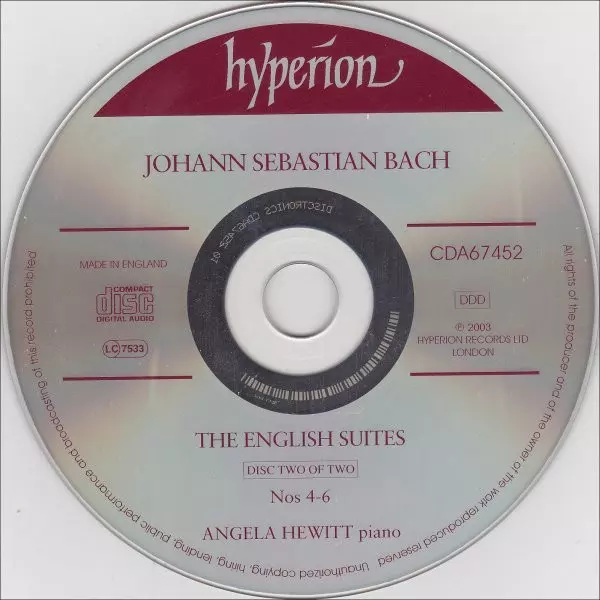 hyperion
JOHANN SEBASTIAN BACH
DISCTRONICS CDA67452 01
MADE IN ENGLAND
COMPACT
disc
DIGITAL AUDIO
LC 7533
CDA67452
DDD
℗ 2003
HYPERION RECORDS LTD
LONDON
THE ENGLISH SUITES
DISC TWO OF TWO
Nos 4-6
ANGELA HEWITT piano
All rights of the producer and of the owner of the work reproduced reserved. Unauthorized copying, hiring, lending, public performance and broadcasting of this record prohibited